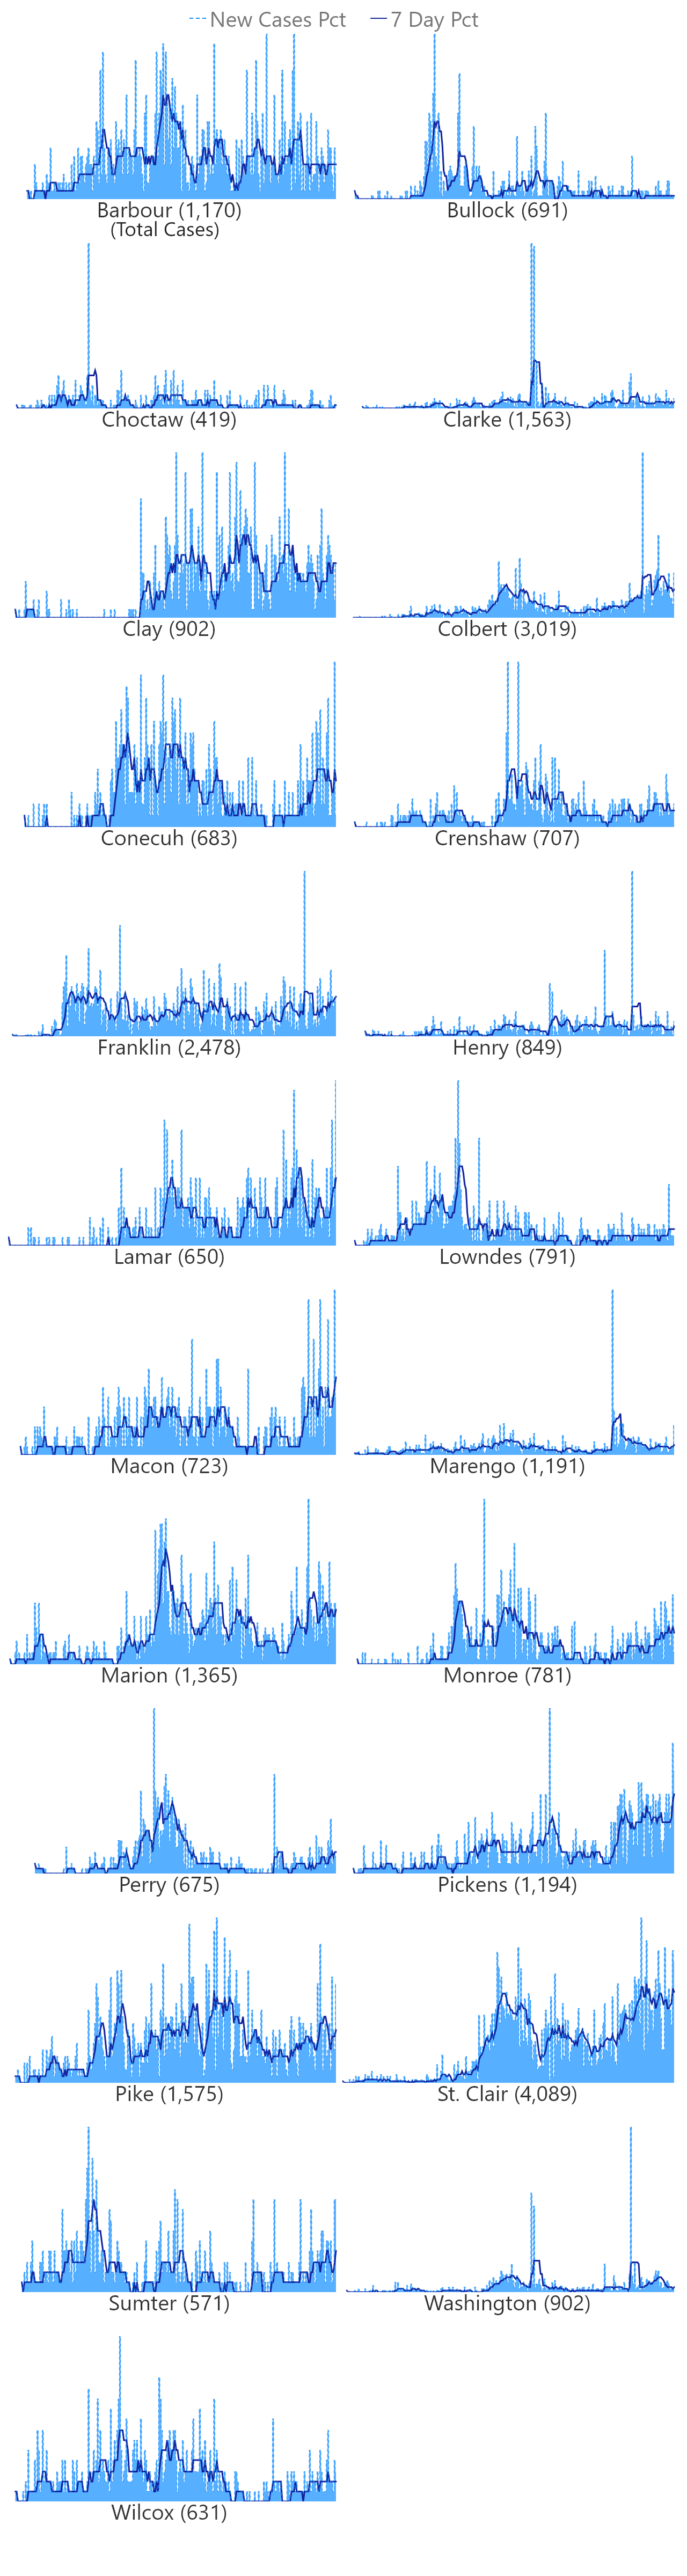 New Cases Pct 7 Day Pct
Barbour (1,170) Bullock (691)
(Total Cases)
Choctaw (419) Clarke (1,563)
Clay (902) Colbert (3,019)
Conecuh (683) Crenshaw (707)
Franklin (2,478) Henry (849)
Lamar (650) Lowndes (791)
Macon (723) Marengo (1,191)
Marion (1,365) Monroe (781)
Perry (675) Pickens (1,194)
Pike (1,575) St. Clair (4,089)
Sumter (571) Washington (902)
Wilcox (631)